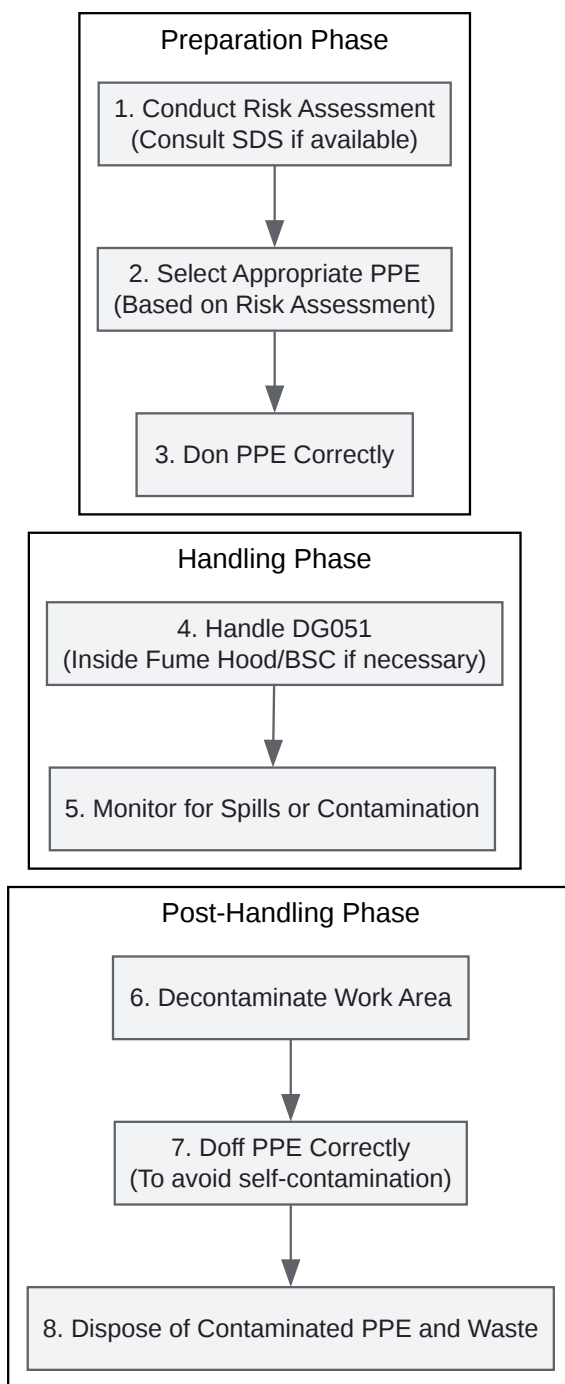 Preparation Phase
1. Conduct Risk Assessment
(Consult SDS if available)
2. Select Appropriate PPE
(Based on Risk Assessment)
3. Don PPE Correctly
Handling Phase
4. Handle DG051
(Inside Fume Hood/BSC if necessary)
5. Monitor for Spills or Contamination
Post-Handling Phase
6. Decontaminate Work Area
7. Doff PPE Correctly
(To avoid self-contamination)
8. Dispose of Contaminated PPE and Waste